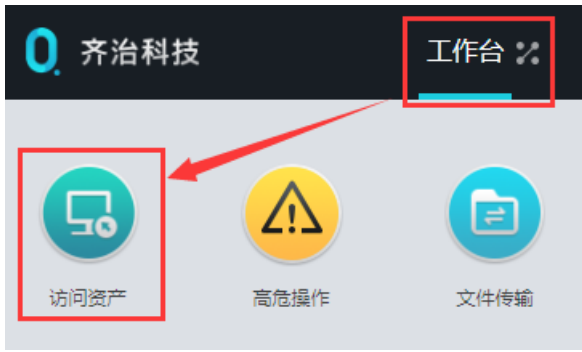 齐治科技
工作台
访问资产
高危操作
文件传输